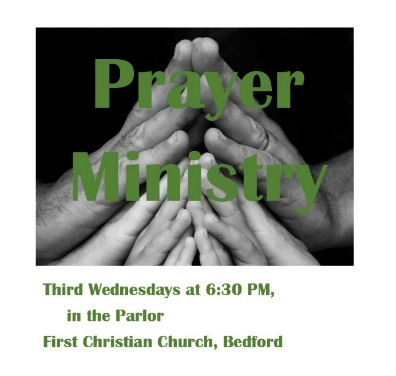 Prayer
Ministry
Third Wednesdays at 6:30 PM,
in the Parlor
First Christian Church, Bedford